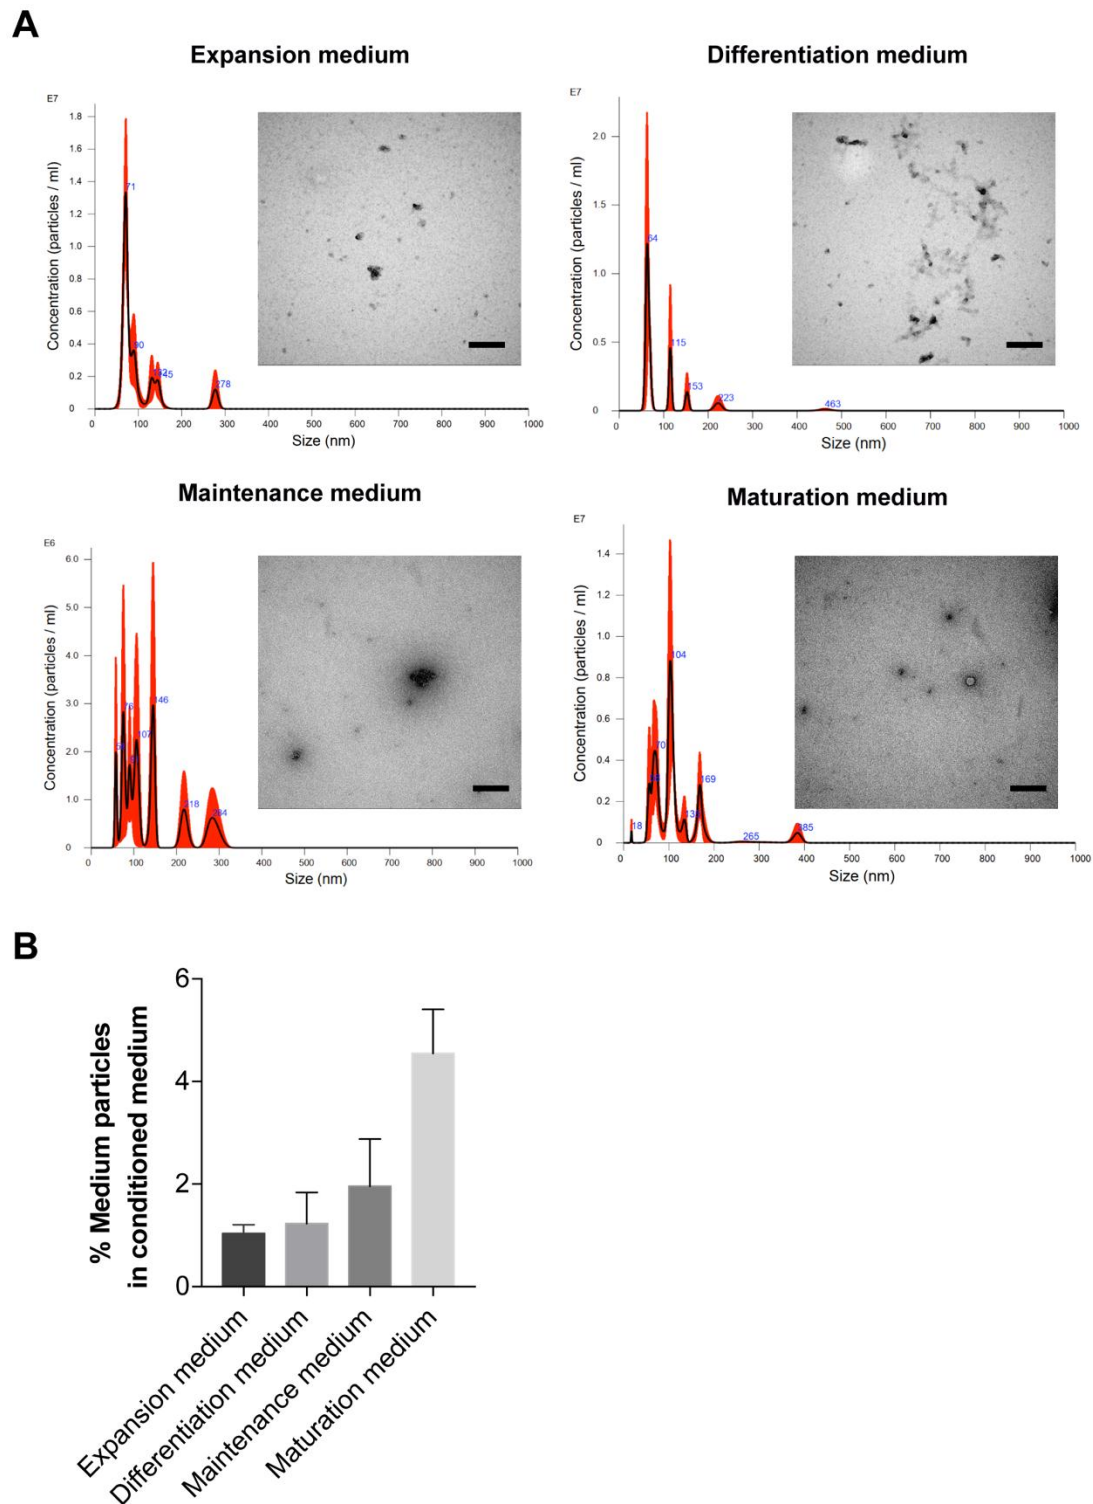 A
Expansion medium
E7
Concentration (particles / ml)
1.8
1.6
1.4
1.2
1.0
0.8
0.6
0.4
0.2
0
71
90
145
278
0 100 200 300 400 500 600 700 800 900 1000
Size (nm)
Differentiation medium
E7
Concentration (particles / ml)
2.0
1.5
1.0
0.5
0
64
115
153
223
463
0 100 200 300 400 500 600 700 800 900 1000
Size (nm)
Maintenance medium
E6
Concentration (particles / ml)
6.0
5.0
4.0
3.0
2.0
1.0
0
76
107
146
218
284
0 100 200 300 400 500 600 700 800 900 1000
Size (nm)
Maturation medium
E7
Concentration (particles / ml)
1.4
1.2
1.0
0.8
0.6
0.4
0.2
0
18
70
104
169
265
385
0 100 200 300 400 500 600 700 800 900 1000
Size (nm)
B
% Medium particles
in conditioned medium
6
4
2
0
Expansion medium
Differentiation medium
Maintenance medium
Maturation medium